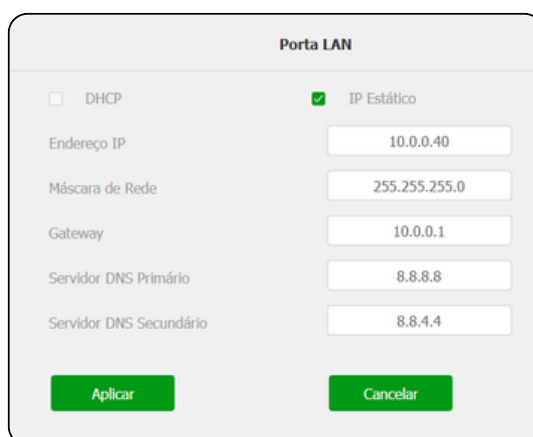 Porta LAN
DHCP IP Estático
Endereço IP 10.0.0.40
Máscara de Rede 255.255.255.0
Gateway 10.0.0.1
Servidor DNS Primário 8.8.8.8
Servidor DNS Secundário 8.8.4.4
Aplicar Cancelar